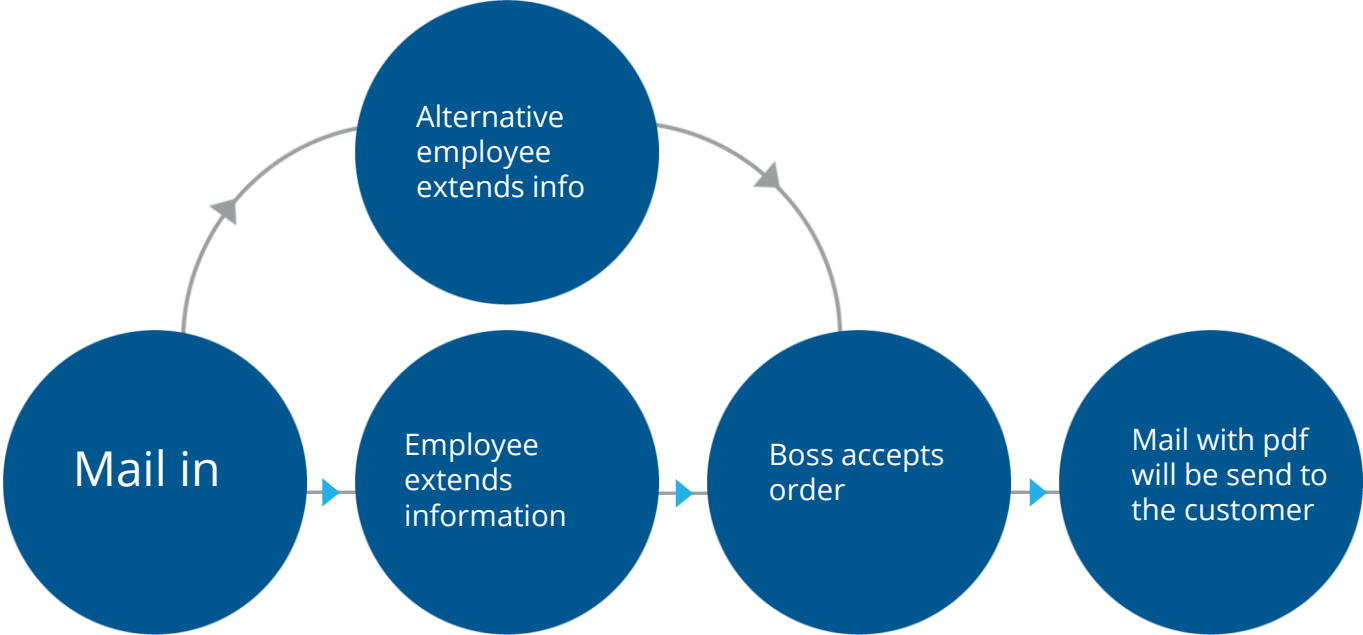 Alternative
employee
extends info
Mail in
Employee
extends
information
Boss accepts
order
Mail with pdf
will be send to
the customer